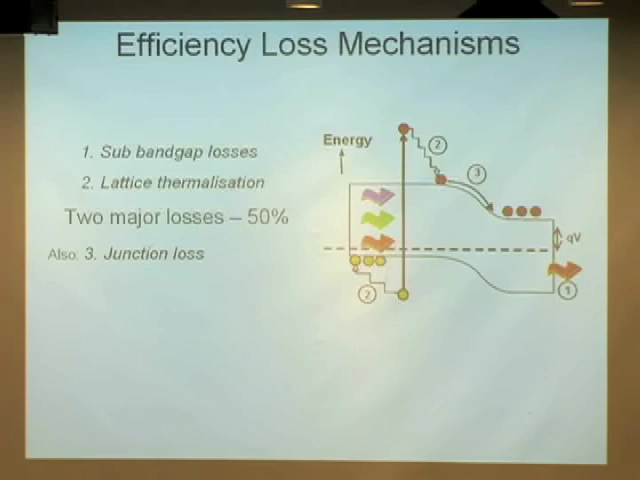 Efficiency Loss Mechanisms
1. Sub bandgap losses
2. Lattice thermalisation
Two major losses – 50%
Also: 3. Junction loss
Energy
2
3
qV
2
1